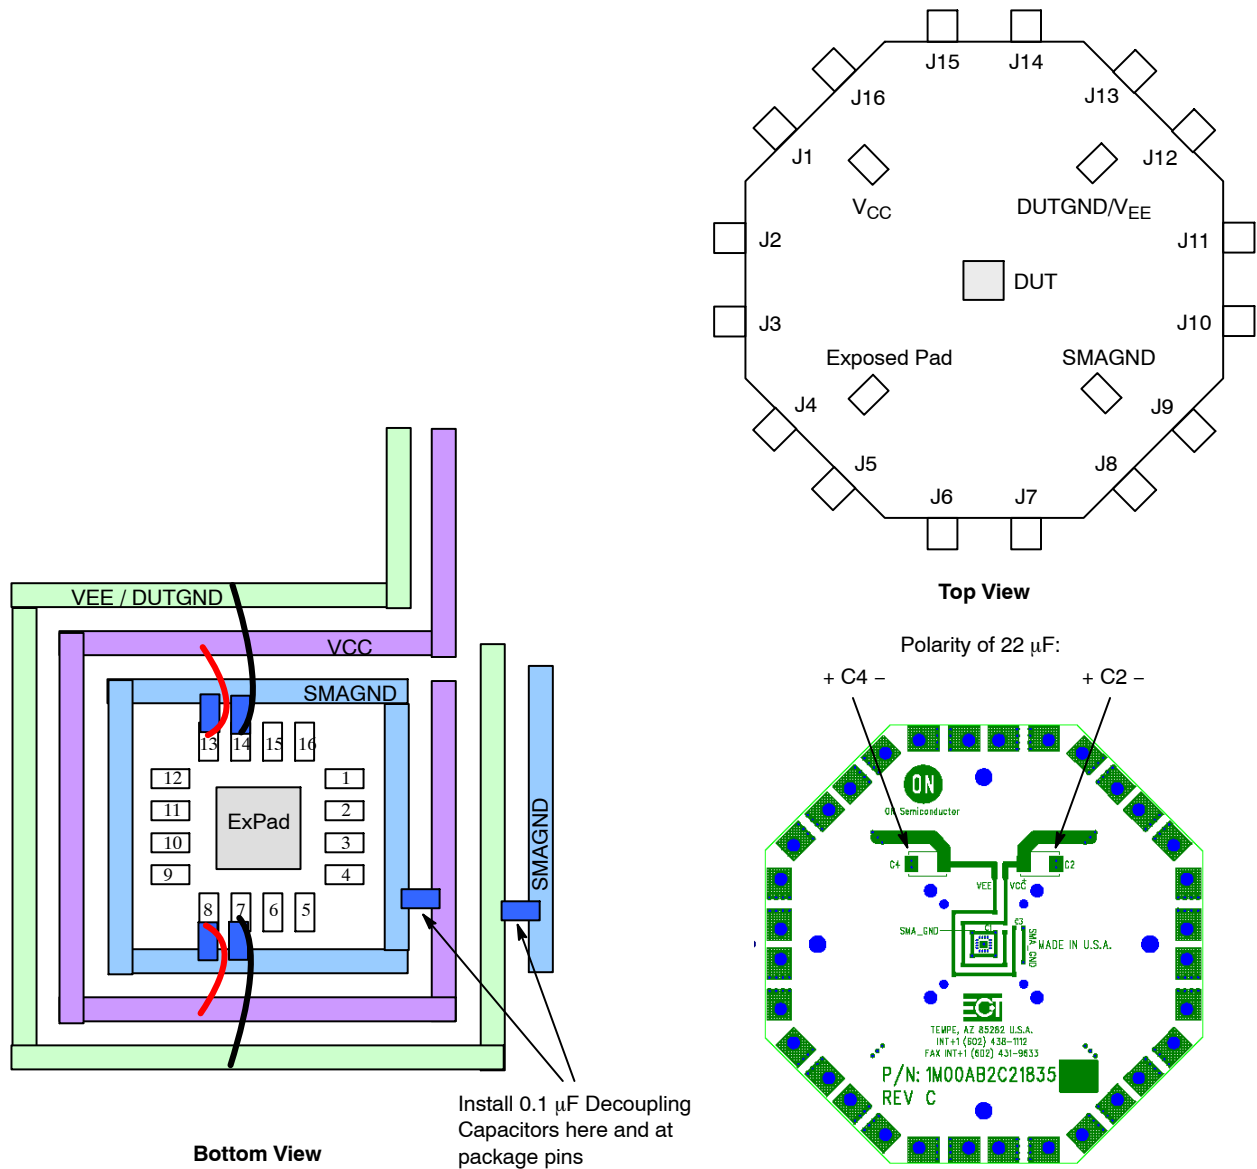 J15
J14
J16
J13
J1
J12
VCC
DUTGND/VEE
J2
J11
DUT
J3
J10
Exposed Pad
SMAGND
J4
J9
J5
J8
J6
J7
Top View
VEE / DUTGND
VCC
SMAGND
13
14
15
16
12
1
11
2
ExPad
10
3
9
4
8
7
6
5
SMAGND
Install 0.1 μF Decoupling
Capacitors here and at
package pins
Bottom View
Polarity of 22 μF:
+ C4 −
+ C2 −
ON
ON Semiconductor
C4
C2
VEE
VCC
+
SMA_GND
C1
C3
SMA_GND
MADE IN U.S.A.
ECT
TEMPE, AZ 85282 U.S.A.
INT+1 (602) 438-1112
FAX INT+1 (602) 431-9633
P/N: 1M00AB2C21835
REV C